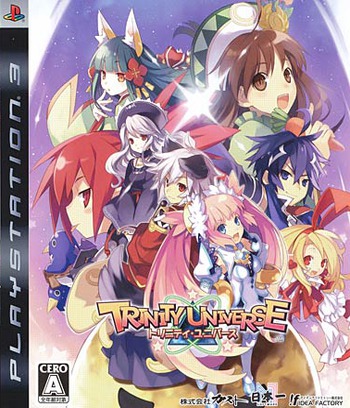 PLAYSTATION 3
TRINITY UNIVERSE
トリニティ・ユニバース
CERO
A
全年齢対象
株式会社 日本一
IDEA FACTORY